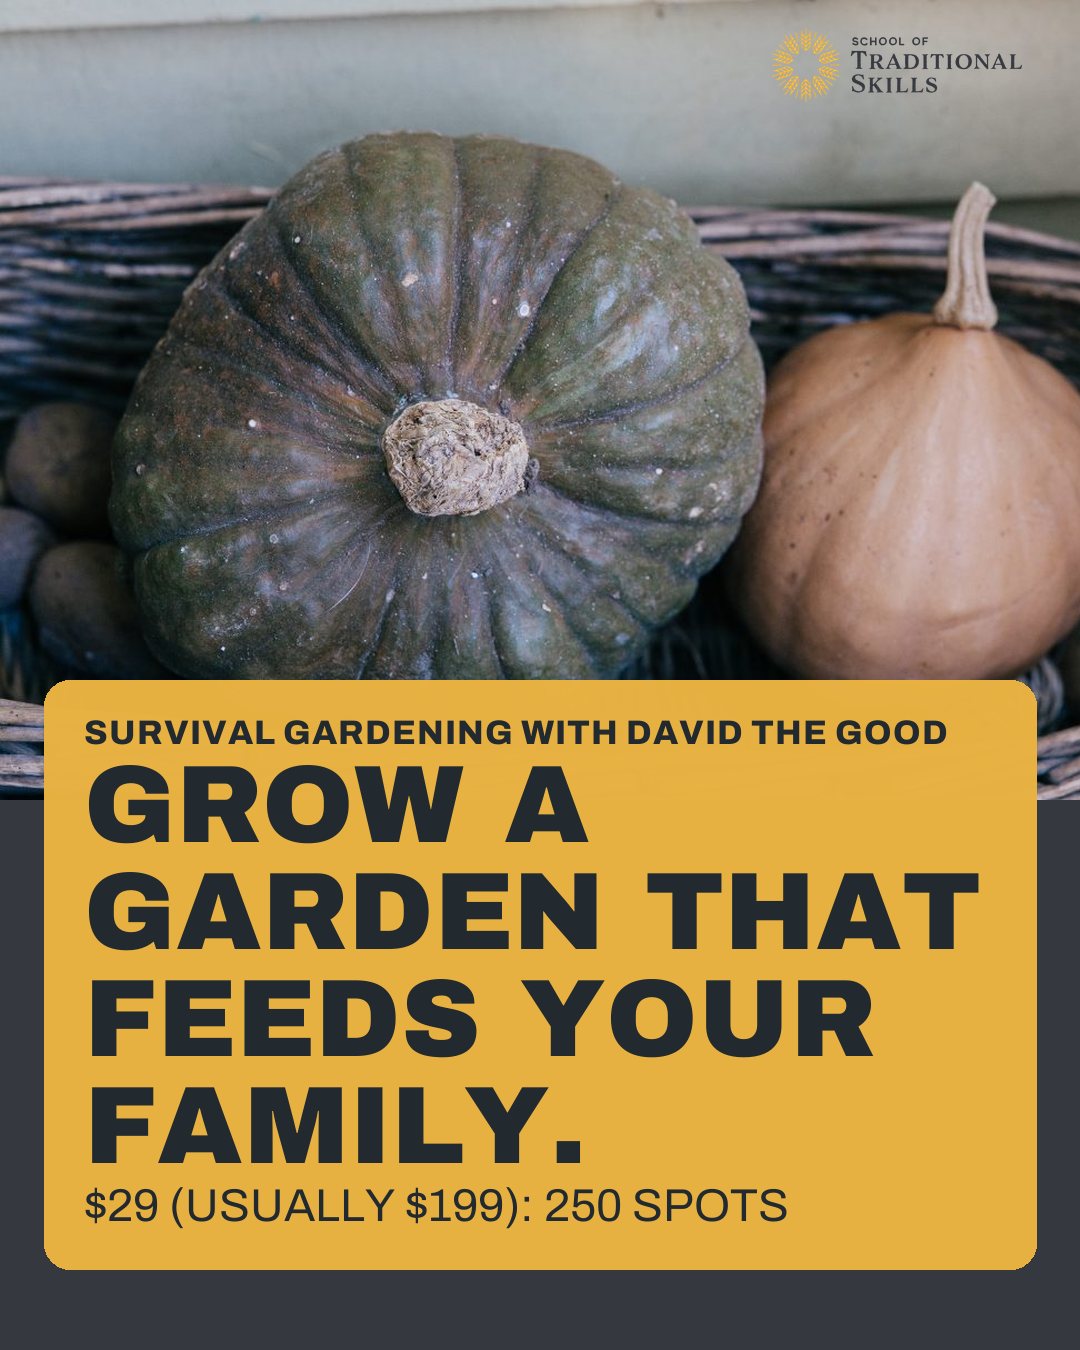 SCHOOL OF
TRADITIONAL
SKILLS
SURVIVAL GARDENING WITH DAVID THE GOOD
GROW A
GARDEN THAT
FEEDS YOUR
FAMILY.
$29 (USUALLY $199): 250 SPOTS